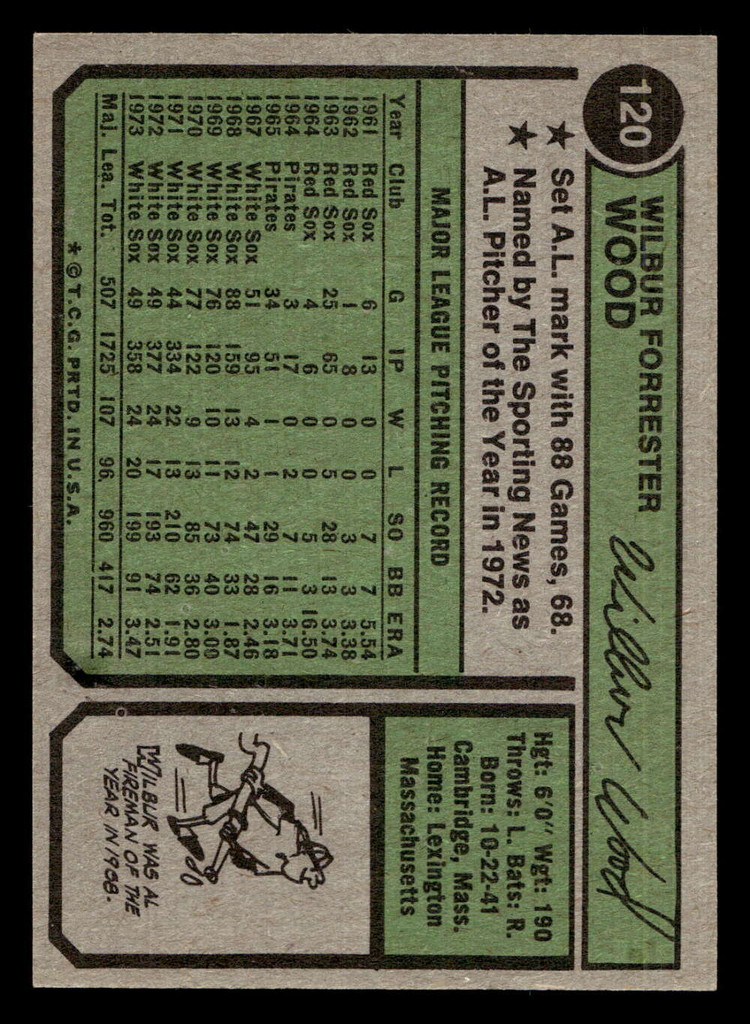 120
WILBUR FORRESTER
WOOD
Wilbur Wood
★ Set A.L. mark with 88 Games, 68.
★ Named by The Sporting News as
A.L. Pitcher of the Year in 1972.
Hgt: 6'0" Wgt: 190
Throws: L. Bats: R.
Born: 10-22-41
Cambridge, Mass.
Home: Lexington
Massachusetts
MAJOR LEAGUE PITCHING RECORD
Year Club G IP W L SO BB ERA
1961 Red Sox 6 13 0 0 7 7 5.54
1962 Red Sox 1 8 0 0 3 3 3.38
1963 Red Sox 25 65 0 5 28 13 3.74
1964 Red Sox 4 6 0 0 5 3 16.50
1964 Pirates 3 17 0 2 7 11 3.71
1965 Pirates 34 51 1 1 29 16 3.18
1967 White Sox 51 95 4 2 47 28 2.46
1968 White Sox 88 159 13 12 74 33 1.87
1969 White Sox 76 120 10 11 73 40 3.00
1970 White Sox 77 122 9 13 85 36 2.80
1971 White Sox 44 334 22 13 210 62 1.91
1972 White Sox 49 377 24 17 193 74 2.51
1973 White Sox 49 358 24 20 199 91 3.47
Maj. Lea. Tot. 507 1725 107 96 960 417 2.74
* © T.C.G. PRTD. IN U.S.A.
WILBUR WAS AL
FIREMAN OF THE
YEAR IN 1968.